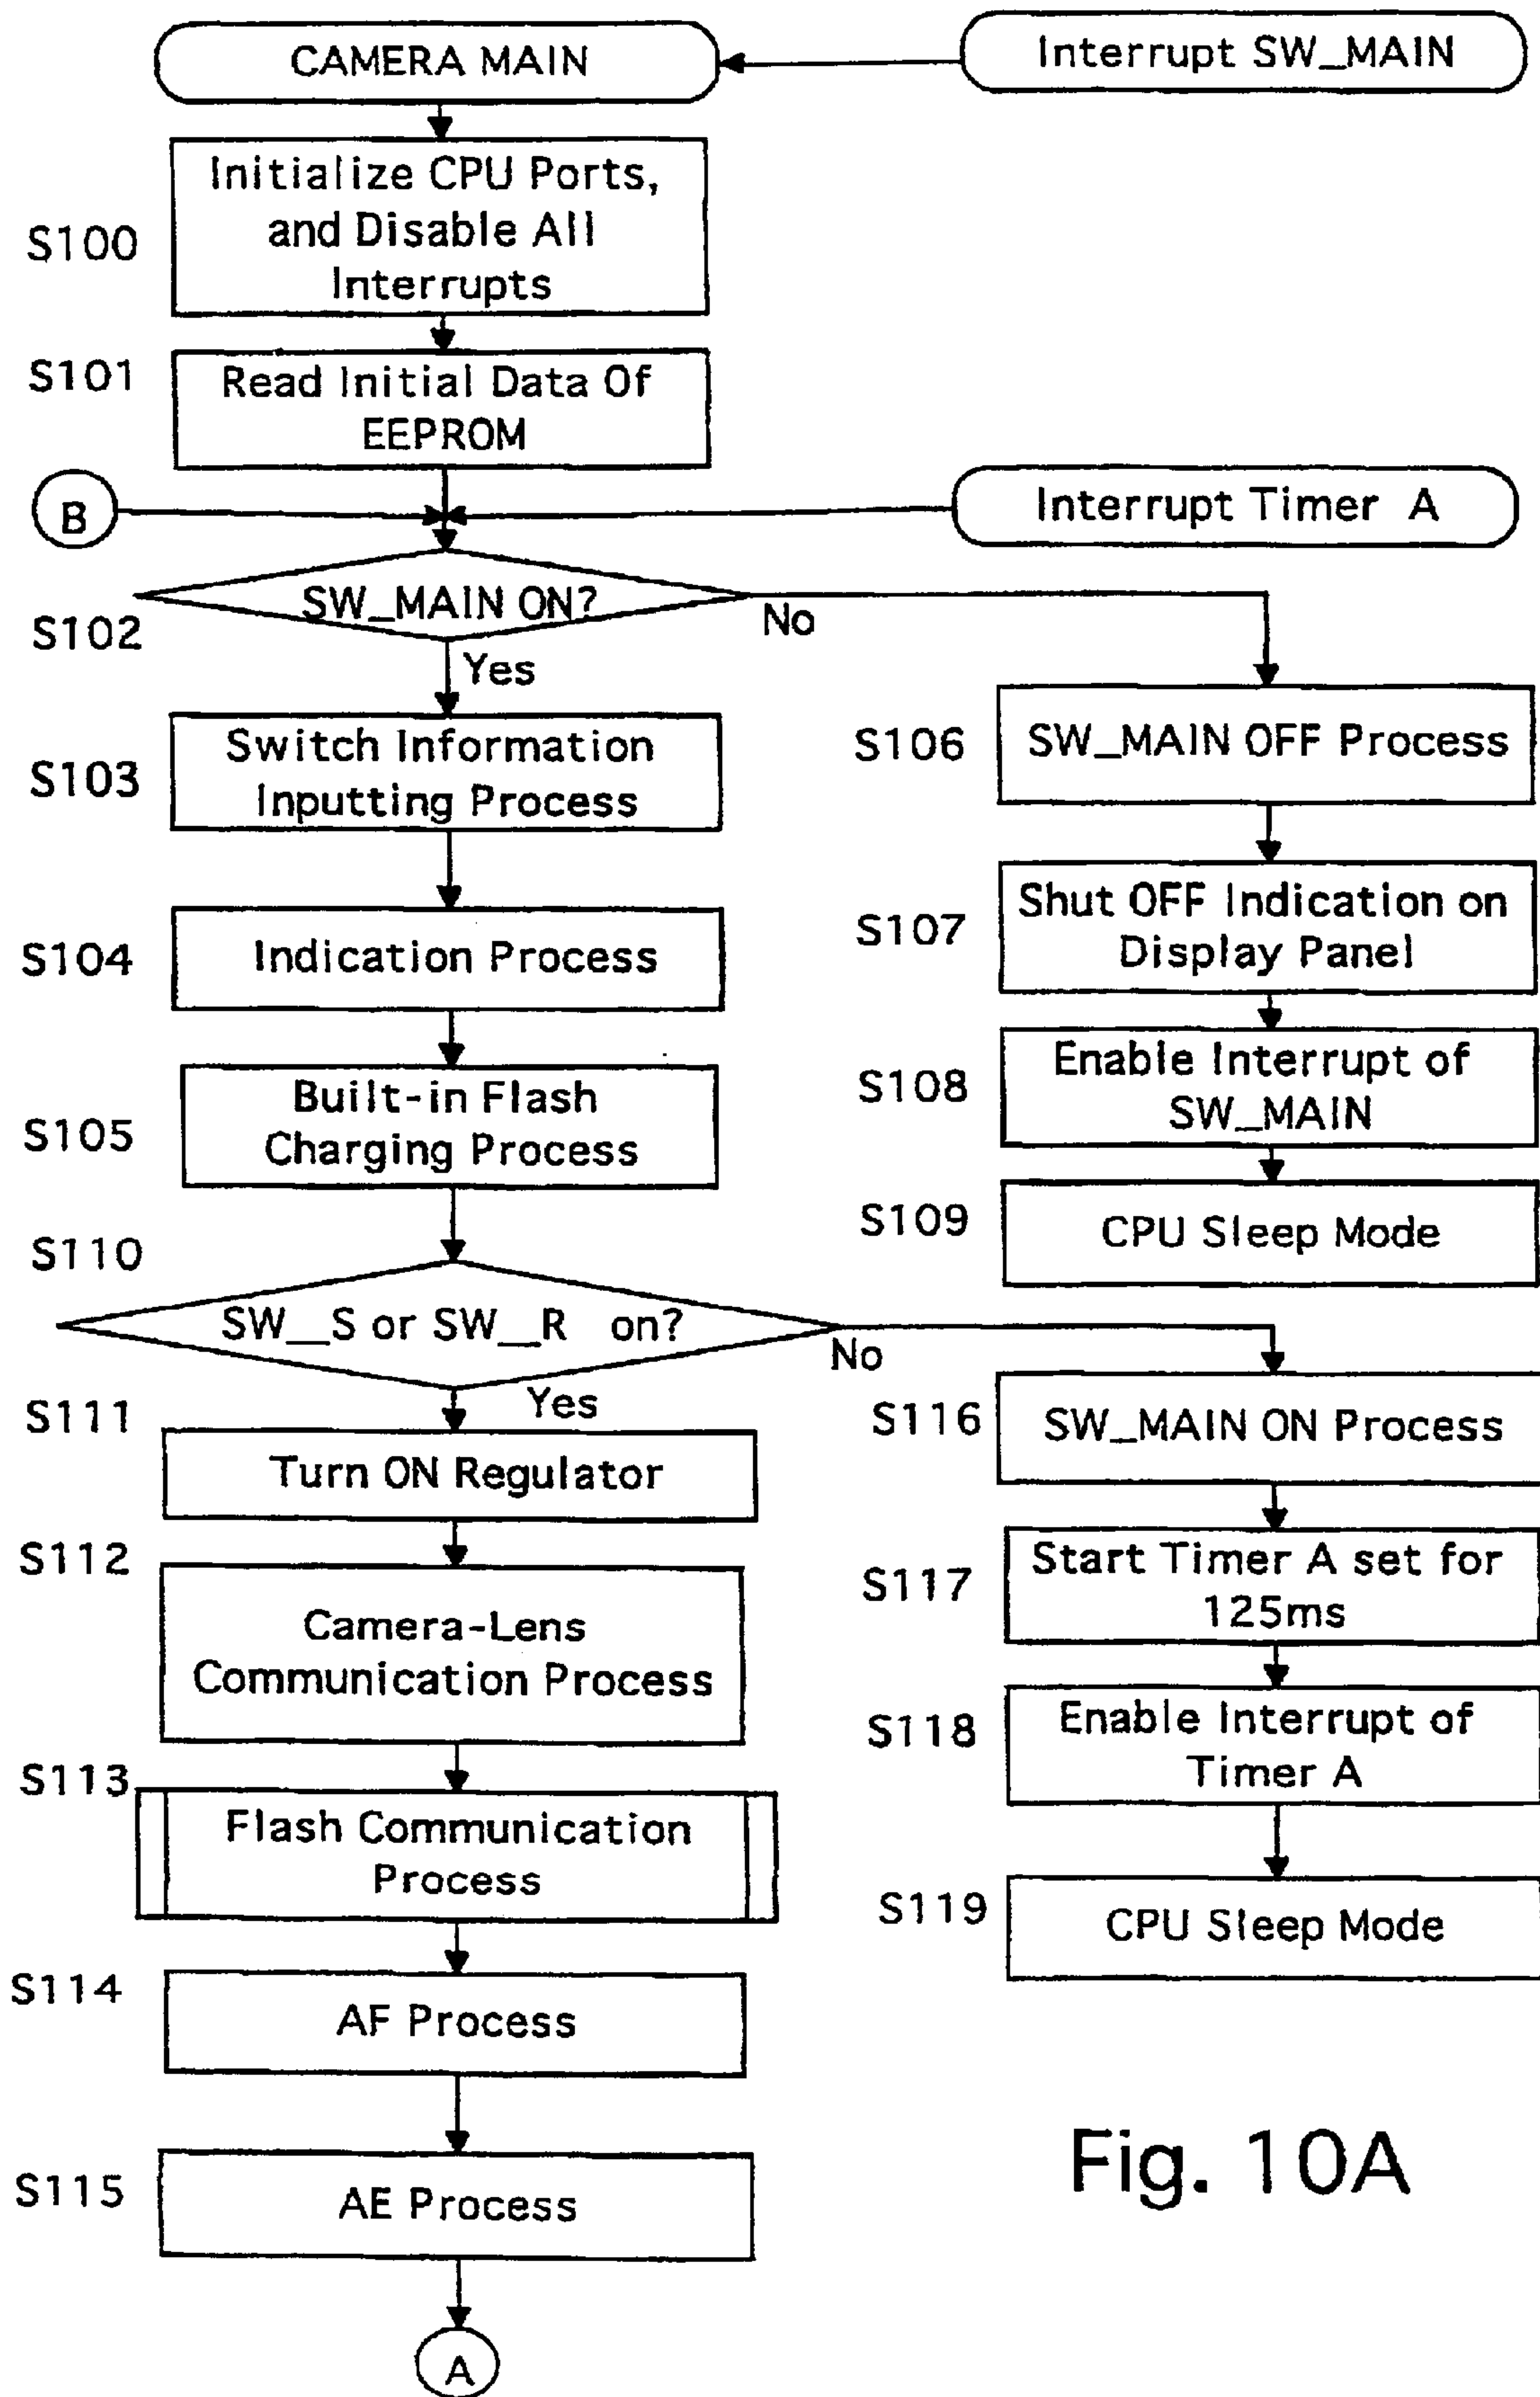 CAMERA MAIN
Interrupt SW_MAIN
S100
Initialize CPU Ports,
and Disable All
Interrupts
S101
Read Initial Data Of
EEPROM
B
Interrupt Timer A
S102
SW_MAIN ON?
No
Yes
S103
Switch Information
Inputting Process
S106
SW_MAIN OFF Process
S104
Indication Process
S107
Shut OFF Indication on
Display Panel
S105
Built-in Flash
Charging Process
S108
Enable Interrupt of
SW_MAIN
S109
CPU Sleep Mode
S110
SW__S or SW__R on?
No
Yes
S111
Turn ON Regulator
S116
SW_MAIN ON Process
S112
Camera-Lens
Communication Process
S117
Start Timer A set for
125ms
S113
Flash Communication
Process
S118
Enable Interrupt of
Timer A
S119
CPU Sleep Mode
S114
AF Process
S115
AE Process
A
Fig. 10A